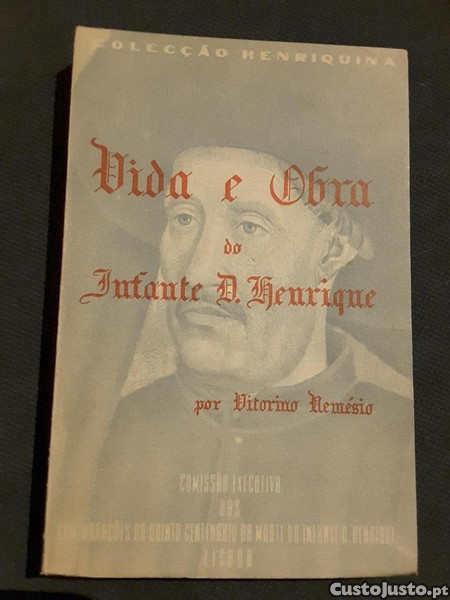 COLECÇÃO HENRIQUINA
Vida e Obra
do
Infante D. Henrique
por Vitorino Nemésio
COMISSÃO EXECUTIVA
DAS
COMEMORAÇÕES DO QUINTO CENTENÁRIO DA MORTE DO INFANTE D. HENRIQUE
LISBOA
CustoJusto.pt